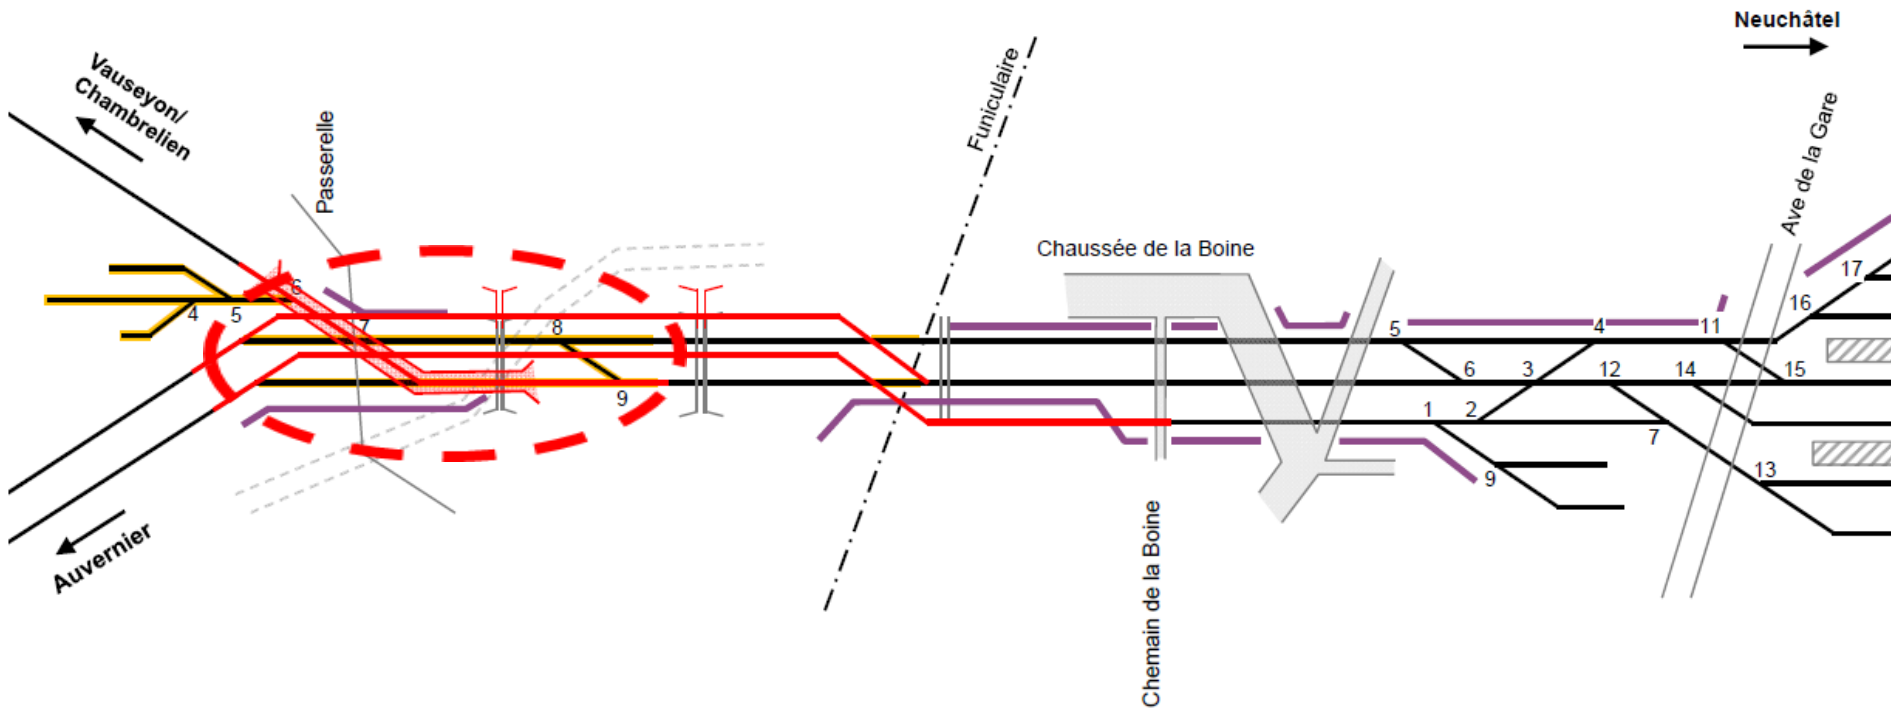 Neuchâtel
Vauseyon/
Chambrelien
Passerelle
Funiculaire
Chaussée de la Boine
Ave de la Gare
17
6
16
4
5
7
8
5
4
11
9
6
3
12
14
15
1
2
7
9
13
Auvernier
Chemain de la Boine